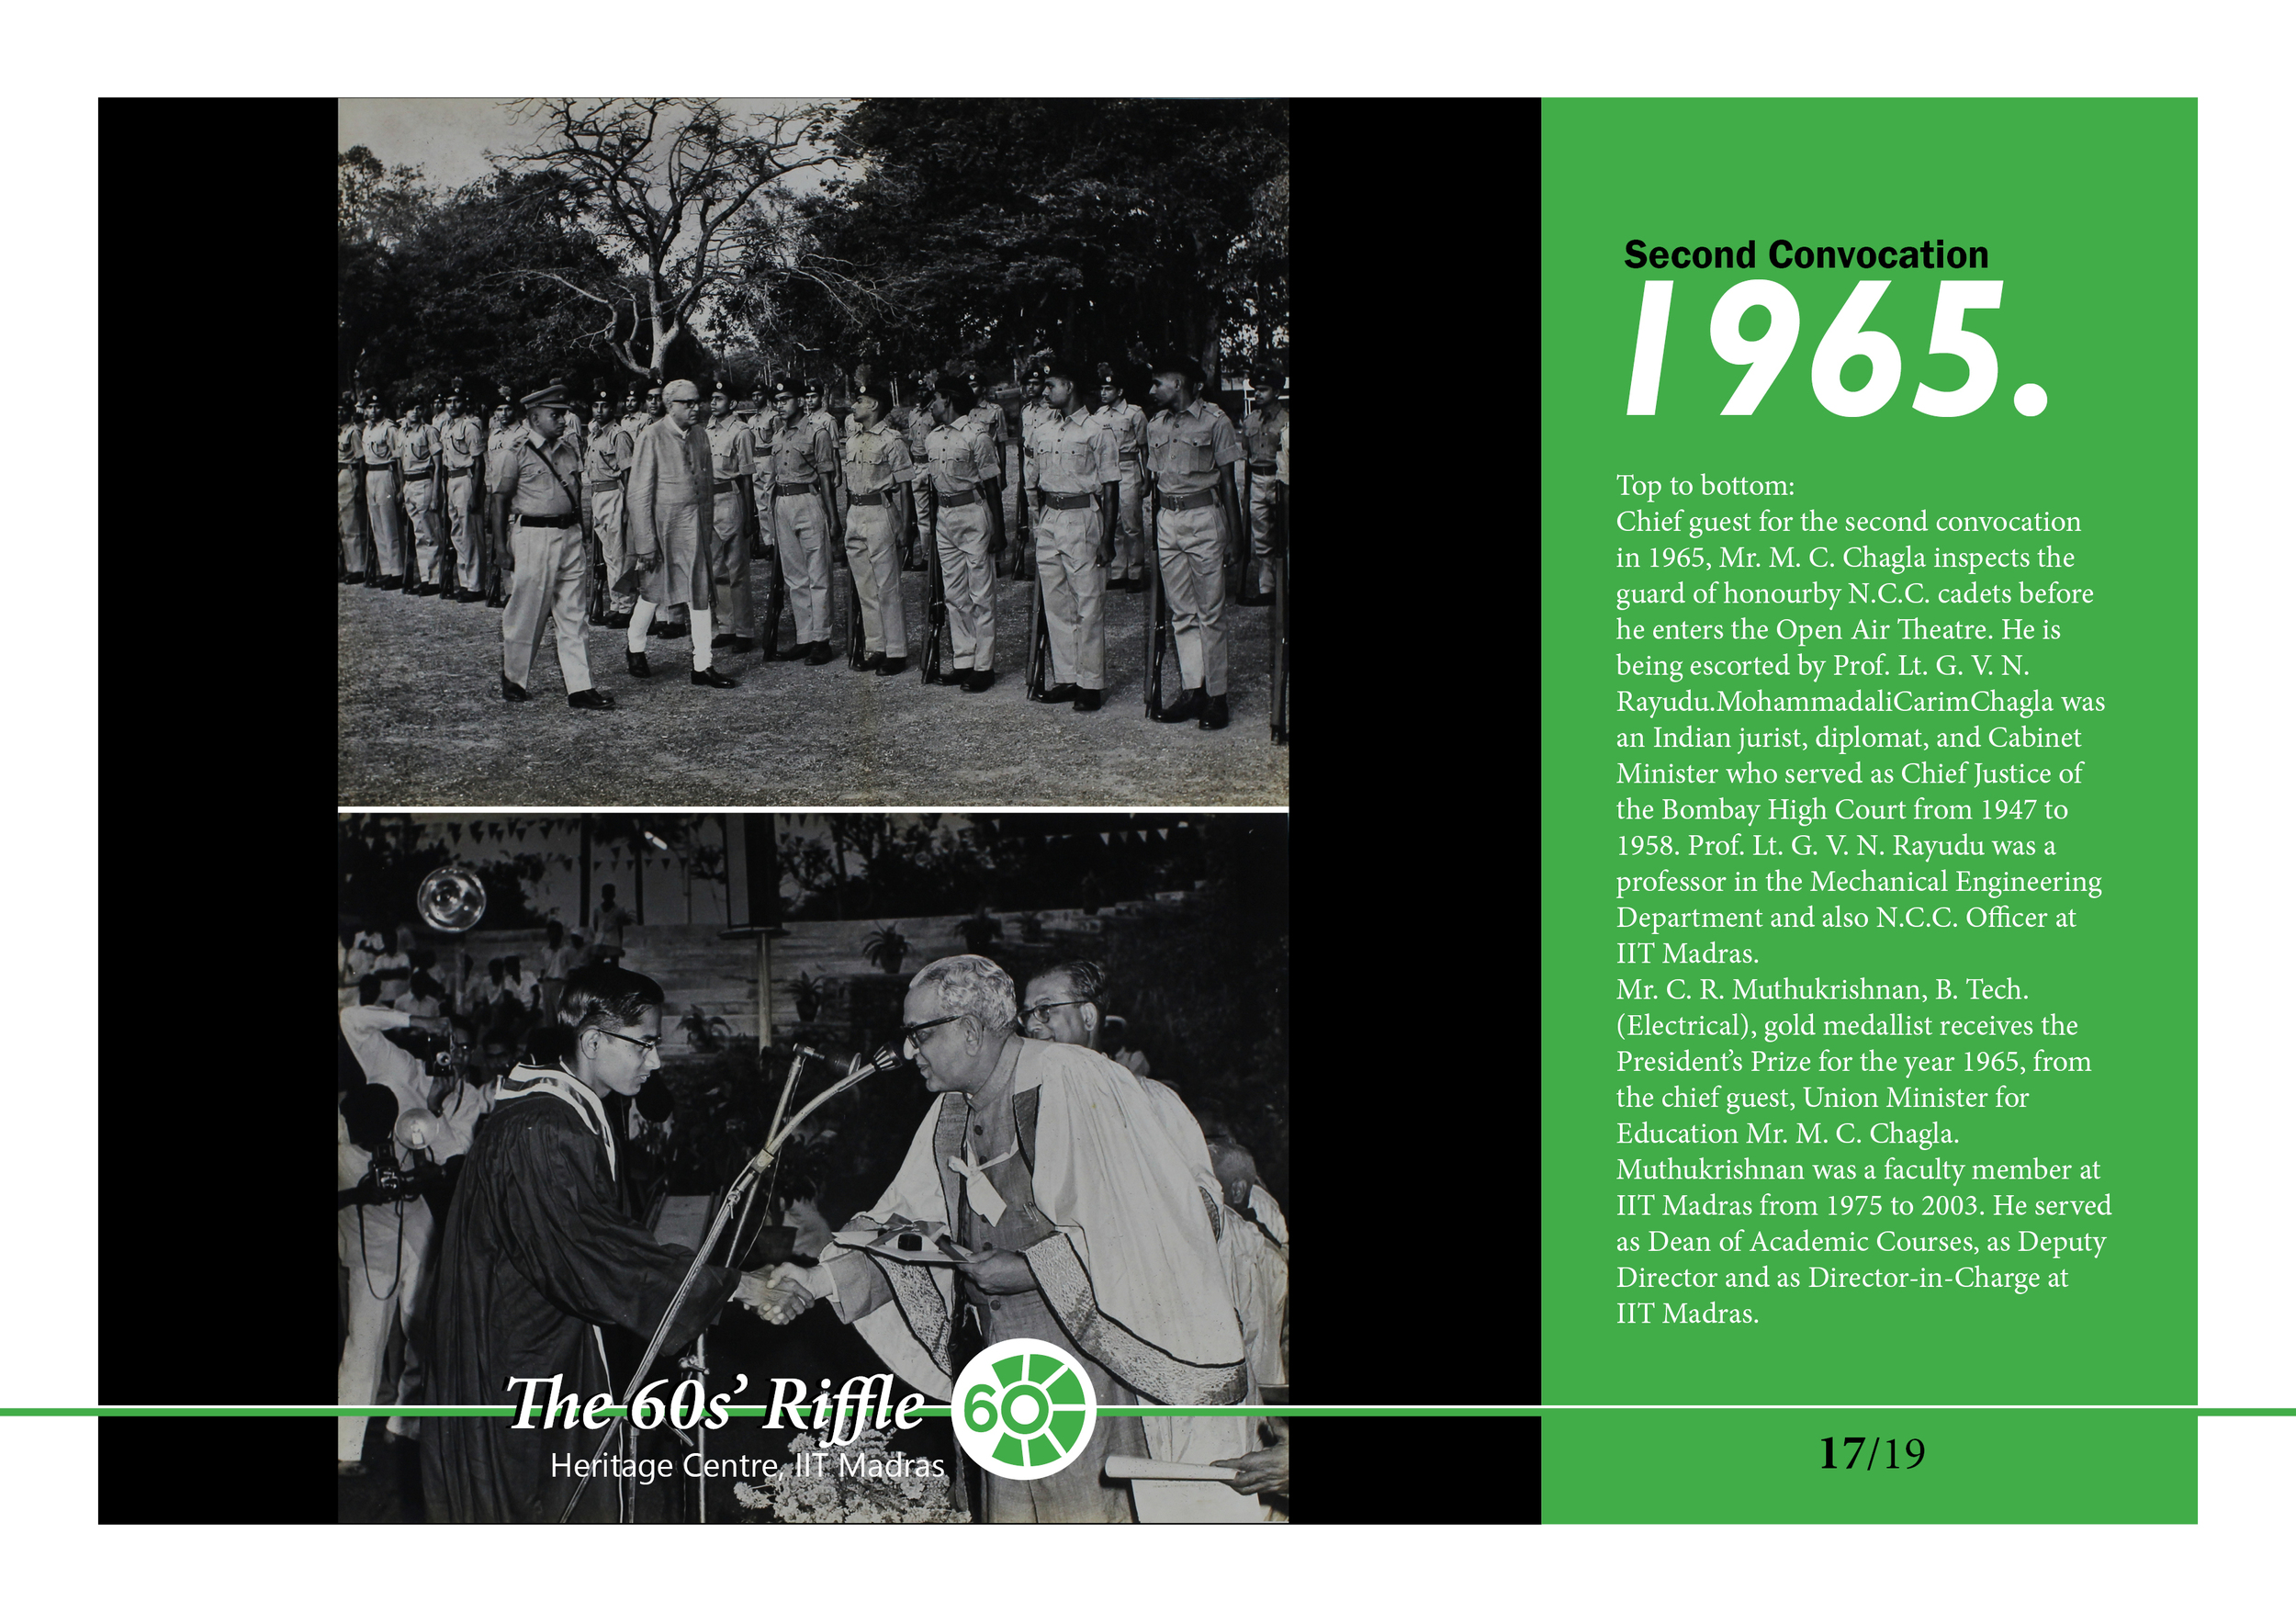 Second Convocation
1965.
Top to bottom:
Chief guest for the second convocation
in 1965, Mr. M. C. Chagla inspects the
guard of honourby N.C.C. cadets before
he enters the Open Air Theatre. He is
being escorted by Prof. Lt. G. V. N.
Rayudu.MohammadaliCarimChagla was
an Indian jurist, diplomat, and Cabinet
Minister who served as Chief Justice of
the Bombay High Court from 1947 to
1958. Prof. Lt. G. V. N. Rayudu was a
professor in the Mechanical Engineering
Department and also N.C.C. Officer at
IIT Madras.
Mr. C. R. Muthukrishnan, B. Tech.
(Electrical), gold medallist receives the
President’s Prize for the year 1965, from
the chief guest, Union Minister for
Education Mr. M. C. Chagla.
Muthukrishnan was a faculty member at
IIT Madras from 1975 to 2003. He served
as Dean of Academic Courses, as Deputy
Director and as Director-in-Charge at
IIT Madras.
The 60s’ Riffle
60
Heritage Centre, IIT Madras
17/19